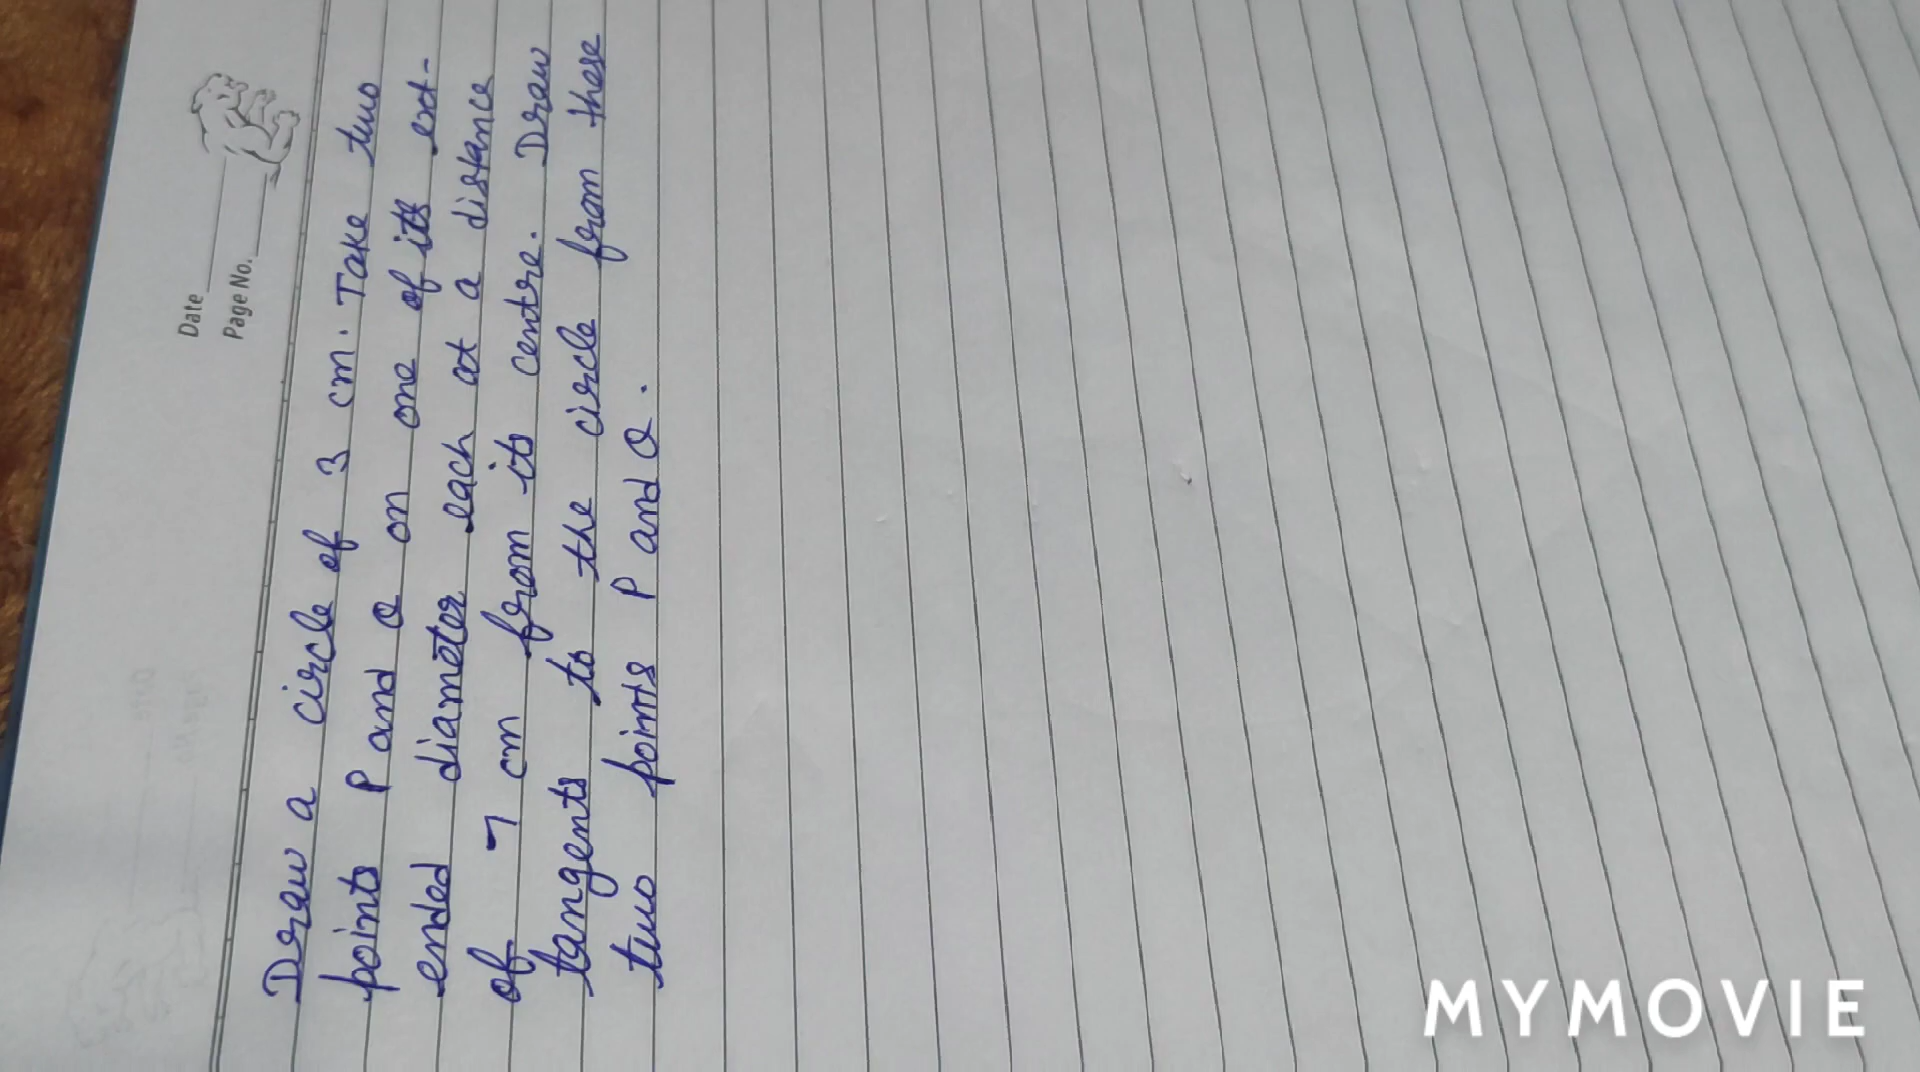 Date
Page No.
Draw a circle of 3 cm. Take two
points P and Q on one of its ext-
ended diameter each at a distance
of 7 cm from its centre. Draw
tangents to the circle from these
two points P and Q.
MYMOVIE